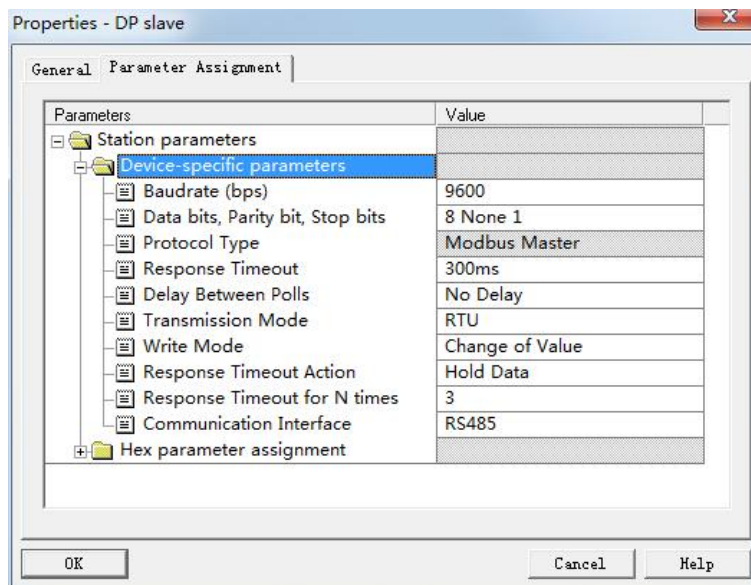 Properties - DP slave
General Parameter Assignment
Parameters Value
Station parameters
Device-specific parameters
Baudrate (bps) 9600
Data bits, Parity bit, Stop bits 8 None 1
Protocol Type Modbus Master
Response Timeout 300ms
Delay Between Polls No Delay
Transmission Mode RTU
Write Mode Change of Value
Response Timeout Action Hold Data
Response Timeout for N times 3
Communication Interface RS485
Hex parameter assignment
OK Cancel Help